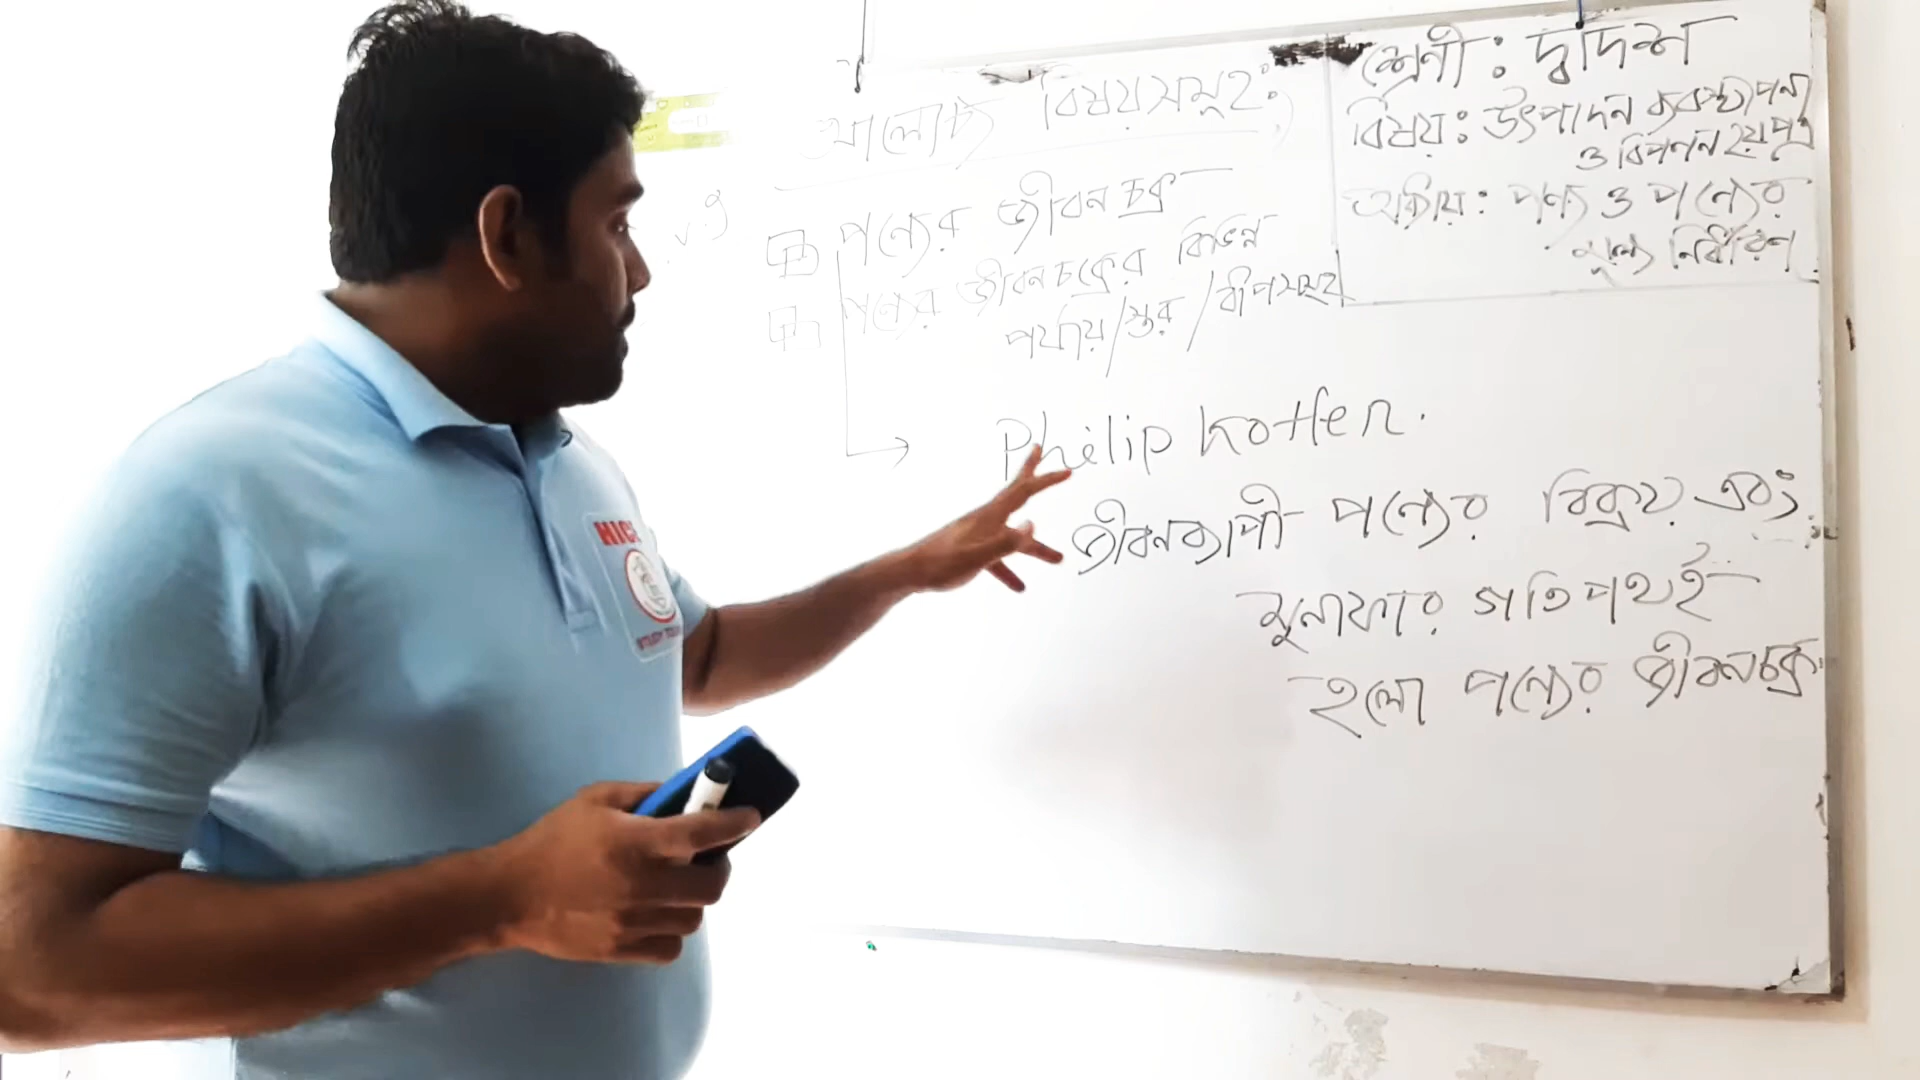 আলোচ্য বিষয়সমূহঃ
পণ্যের জীবন চক্র
পণ্যের জীবনচক্রের বিভিন্ন
পর্যায়/স্তর/ধাপসমূহ
শ্রেণী : দ্বাদশ
বিষয়ঃ উৎপাদন ব্যবস্থাপনা
ও বিপণন ২য় পত্র
অধ্যায় : পণ্য ও পণ্যের
মূল্য নির্ধারণ
Philip Kotler.
জীবনব্যাপী পণ্যের বিক্রয় এবং
মুনাফার গতিপথই
হলো পণ্যের জীবনচক্র